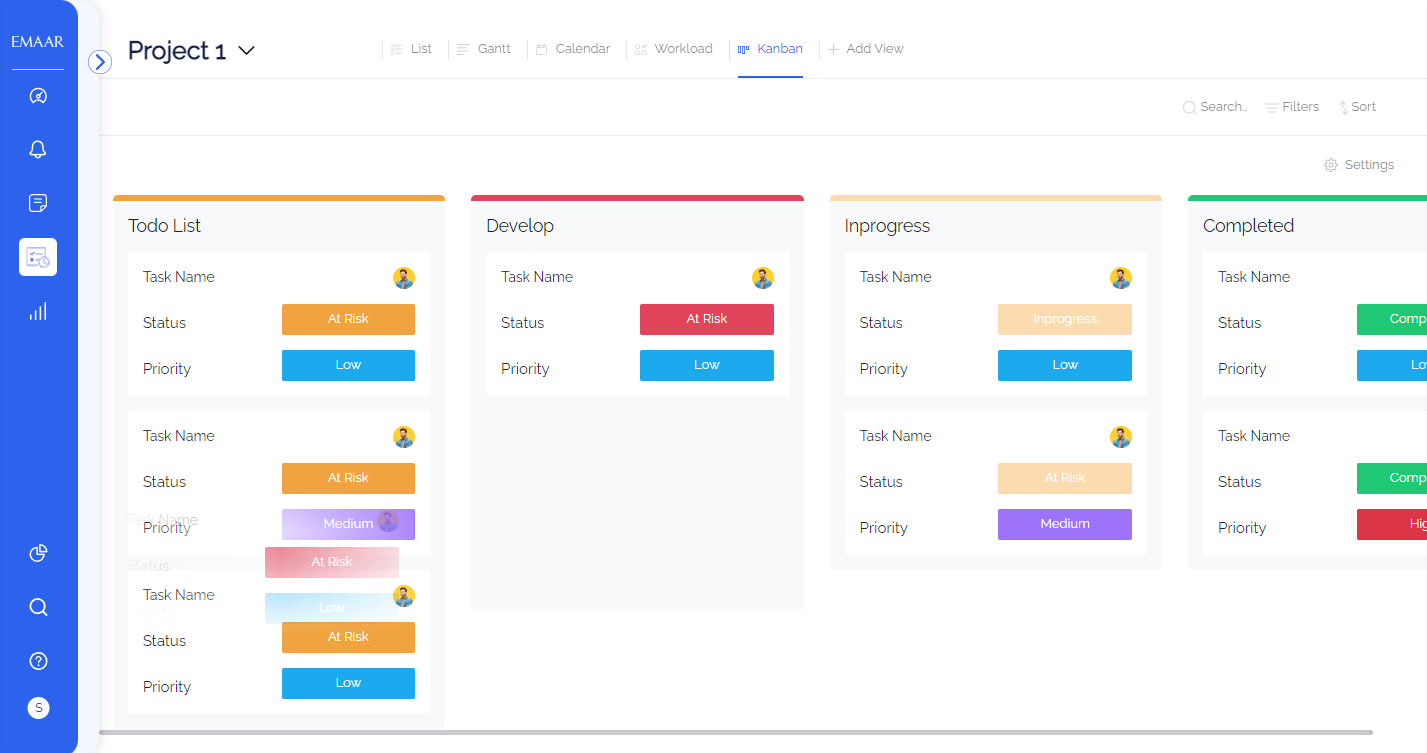 EMAAR
Project 1
List
Gantt
Calendar
Workload
Kanban
Add View
Search..
Filters
Sort
Settings
Todo List
Task Name
Status
At Risk
Priority
Low
Task Name
Status
At Risk
Priority
Medium
Task Name
Status
At Risk
Low
Task Name
Status
At Risk
Priority
Low
Develop
Task Name
Status
At Risk
Priority
Low
Inprogress
Task Name
Status
Inprogress
Priority
Low
Task Name
Status
At Risk
Priority
Medium
Completed
Task Name
Status
Comp
Priority
Lo
Task Name
Status
Comp
Priority
Hig
S